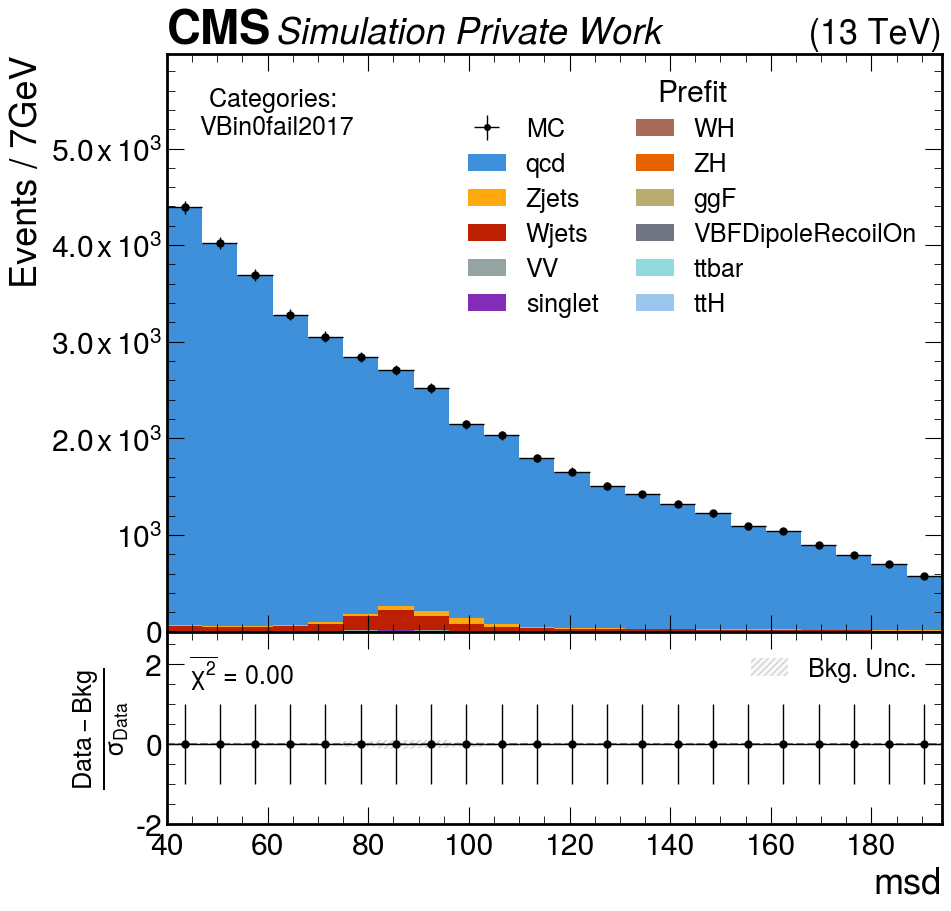 CMS Simulation Private Work (13 TeV)
Events / 7GeV
Categories:
VBin0fail2017
Prefit
MC
qcd
Zjets
Wjets
VV
singlet
WH
ZH
ggF
VBFDipoleRecoilOn
ttbar
ttH
5.0 x 10³
4.0 x 10³
3.0 x 10³
2.0 x 10³
10³
0
χ² = 0.00
Bkg. Unc.
Data – Bkg
σData
2
0
-2
40 60 80 100 120 140 160 180
msd